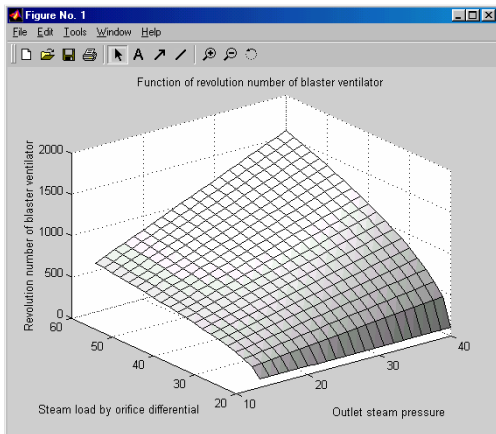 Figure No. 1
File Edit Tools Window Help
A
Function of revolution number of blaster ventilator
Revolution number of blaster ventilator
2000
1500
1000
500
0
60
50
40
30
20
10
20
30
40
Steam load by orifice differential
Outlet steam pressure